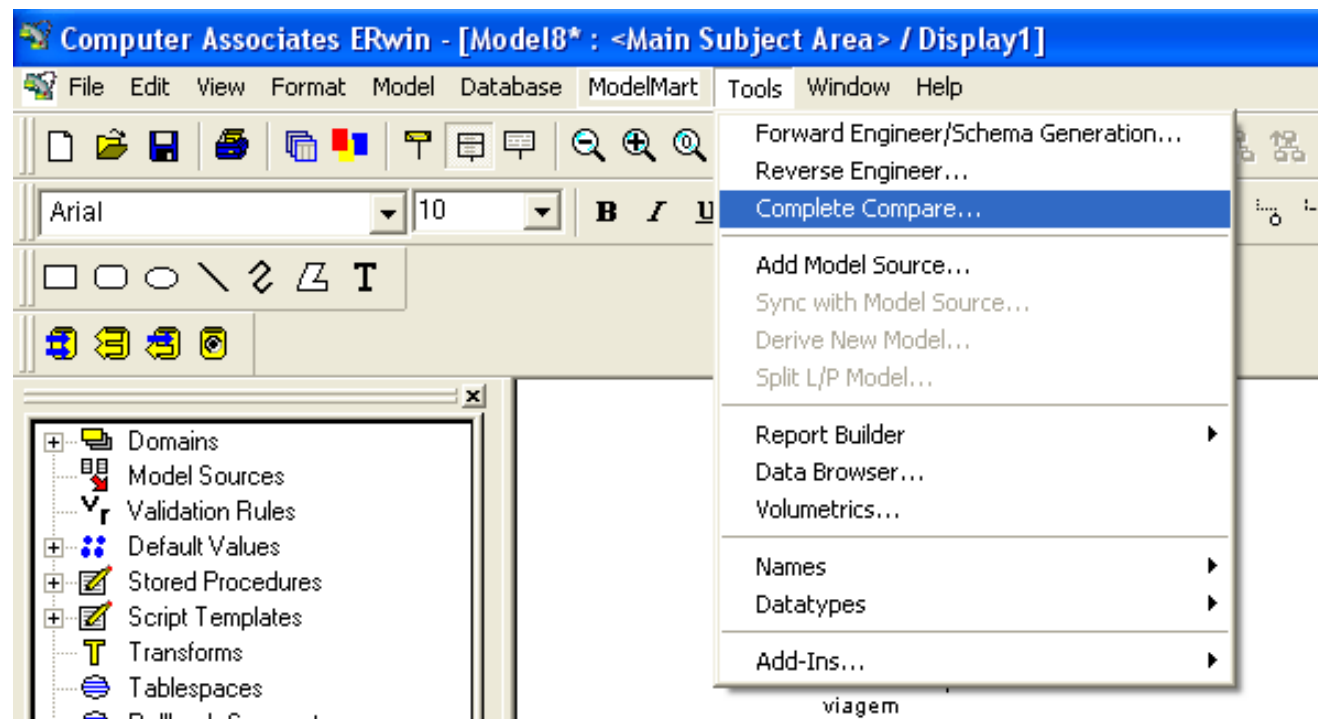 Computer Associates ERwin - [Model8* : <Main Subject Area> / Display1]
File Edit View Format Model Database ModelMart Tools Window Help
Arial 10 B I U
T
Forward Engineer/Schema Generation...
Reverse Engineer...
Complete Compare...
Add Model Source...
Sync with Model Source...
Derive New Model...
Split L/P Model...
Report Builder
Data Browser...
Volumetrics...
Names
Datatypes
Add-Ins...
Domains
Model Sources
Validation Rules
Default Values
Stored Procedures
Script Templates
Transforms
Tablespaces
viagem